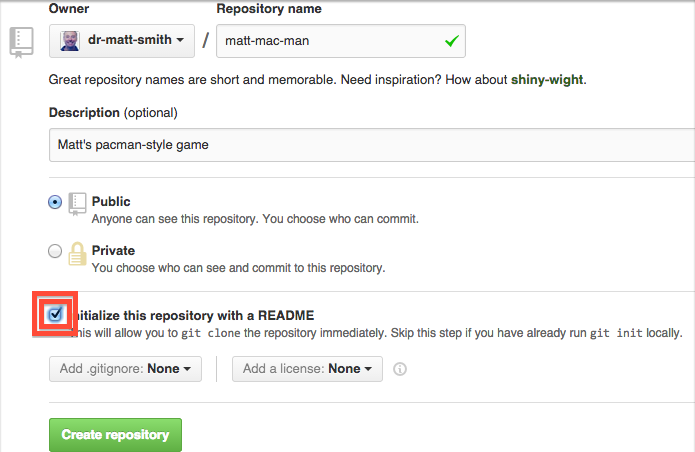 Owner Repository name
dr-matt-smith / matt-mac-man
Great repository names are short and memorable. Need inspiration? How about shiny-wight.
Description (optional)
Matt's pacman-style game
Public
Anyone can see this repository. You choose who can commit.
Private
You choose who can see and commit to this repository.
nitialize this repository with a README
his will allow you to git clone the repository immediately. Skip this step if you have already run git init locally.
Add .gitignore: None Add a license: None
Create repository